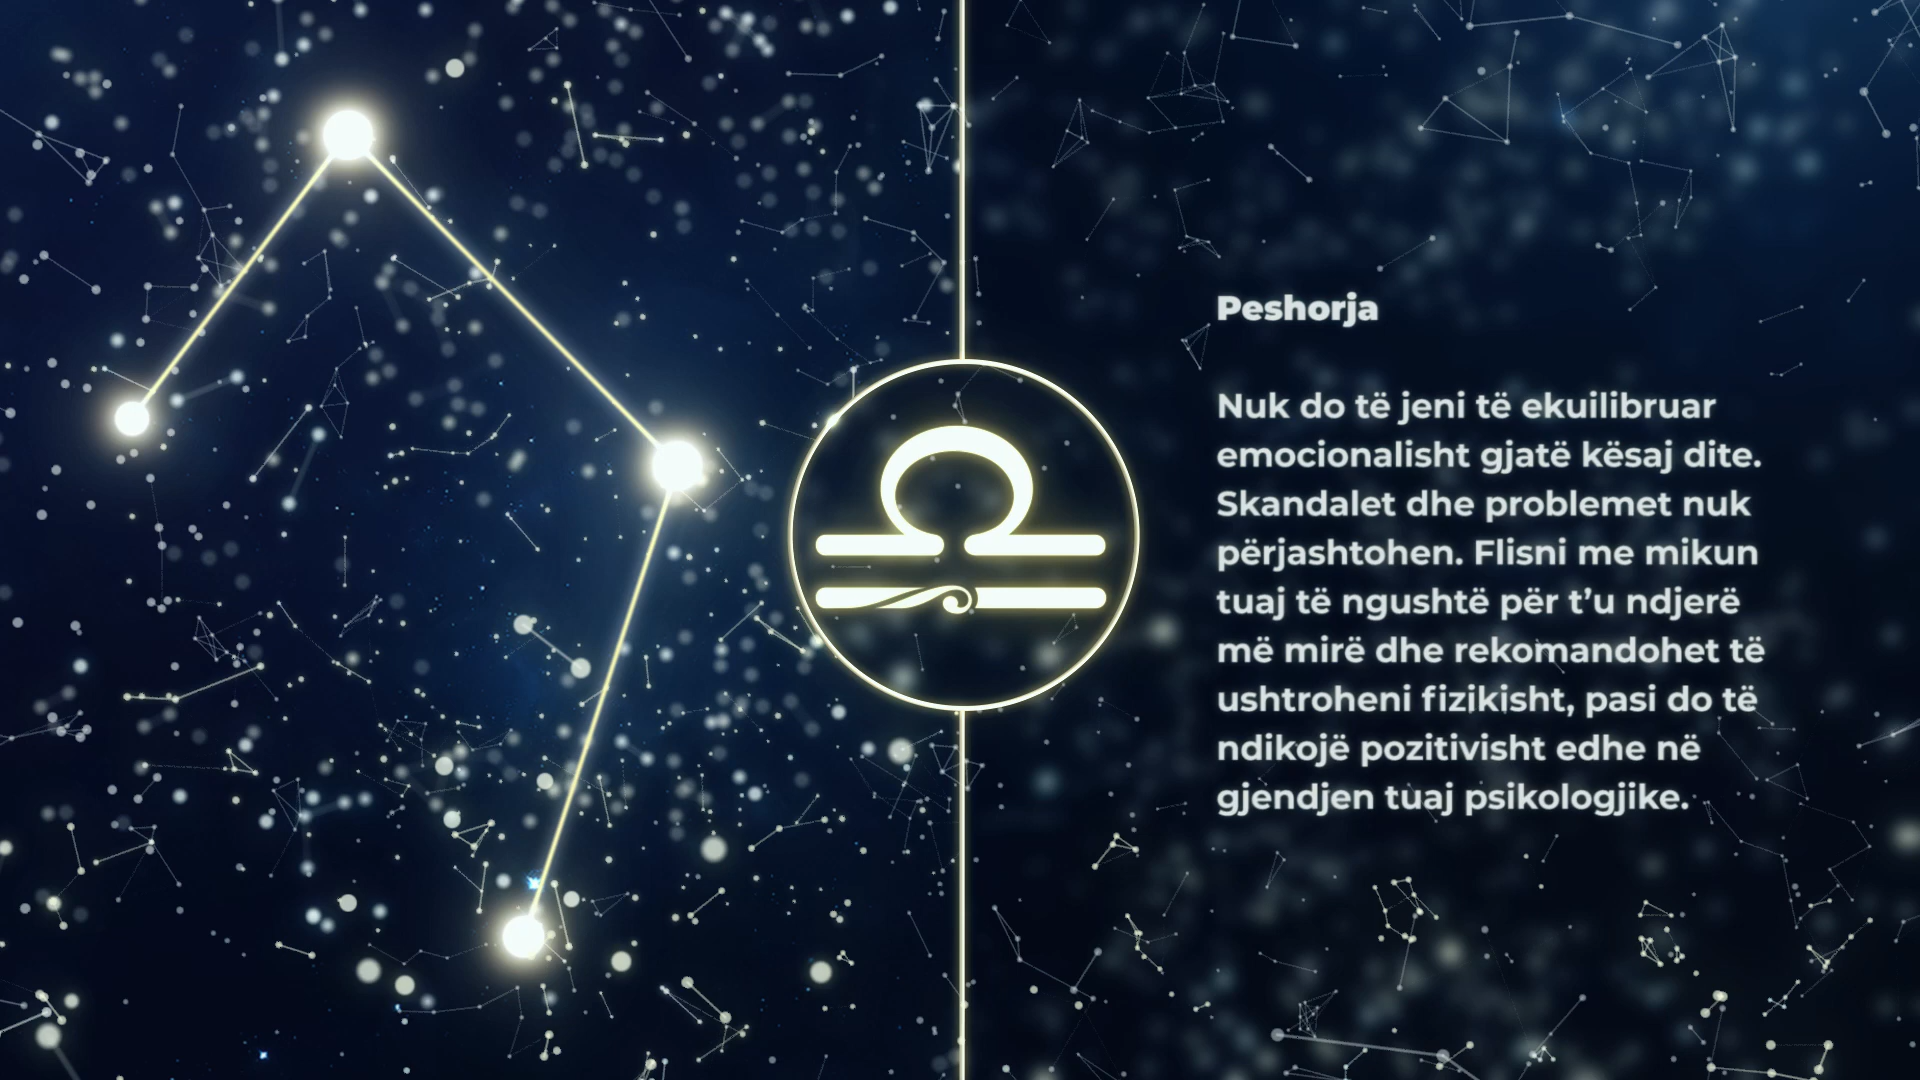 Peshorja
Nuk do të jeni të ekuilibruar
emocionalisht gjatë kësaj dite.
Skandalet dhe problemet nuk
përjashtohen. Flisni me mikun
tuaj të ngushtë për t’u ndjerë
më mirë dhe rekomandohet të
ushtroheni fizikisht, pasi do të
ndikojë pozitivisht edhe në
gjendjen tuaj psikologjike.